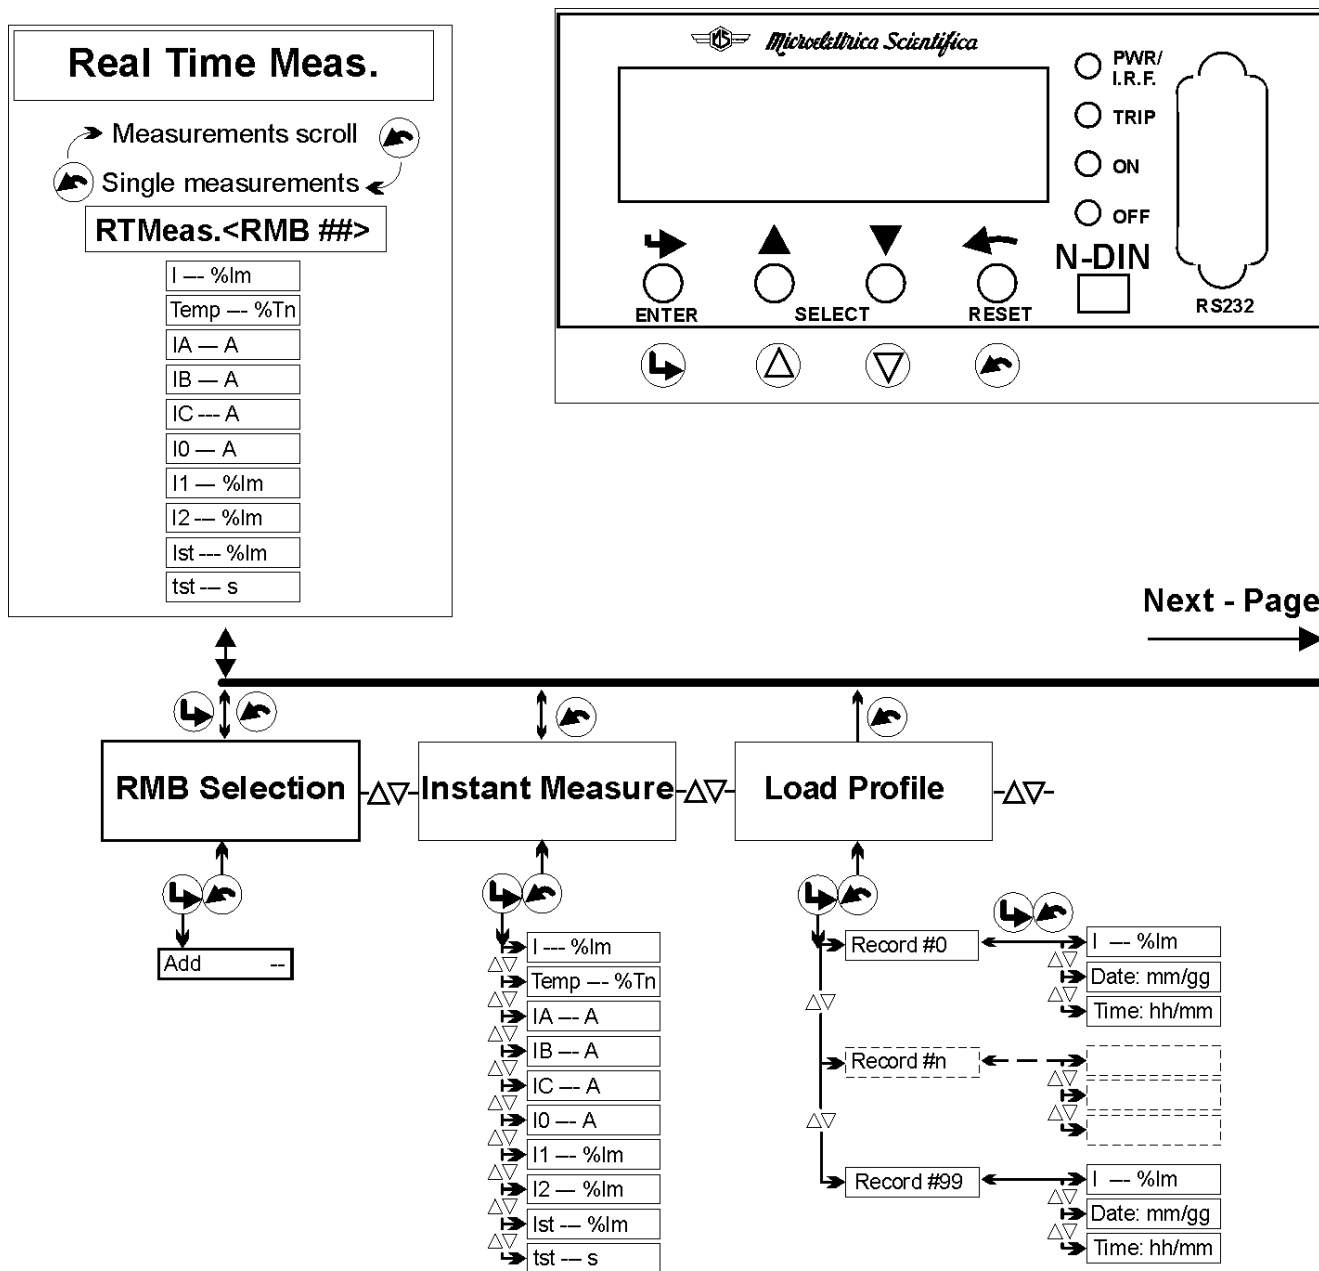 Real Time Meas.
Measurements scroll
Single measurements
RTMeas.<RMB ##>
I --- %Im
Temp --- %Tn
IA --- A
IB --- A
IC --- A
I0 --- A
I1 --- %Im
I2 --- %Im
Ist --- %Im
tst --- s
MS
Microelettrica Scientifica
PWR/
I.R.F.
TRIP
ON
OFF
N-DIN
ENTER
SELECT
RESET
RS232
Next - Page
RMB Selection
Instant Measure
Load Profile
Add --
I --- %Im
Temp --- %Tn
IA --- A
IB --- A
IC --- A
I0 --- A
I1 --- %Im
I2 --- %Im
Ist --- %Im
tst --- s
Record #0
I --- %Im
Date: mm/gg
Time: hh/mm
Record #n
Record #99
I --- %Im
Date: mm/gg
Time: hh/mm